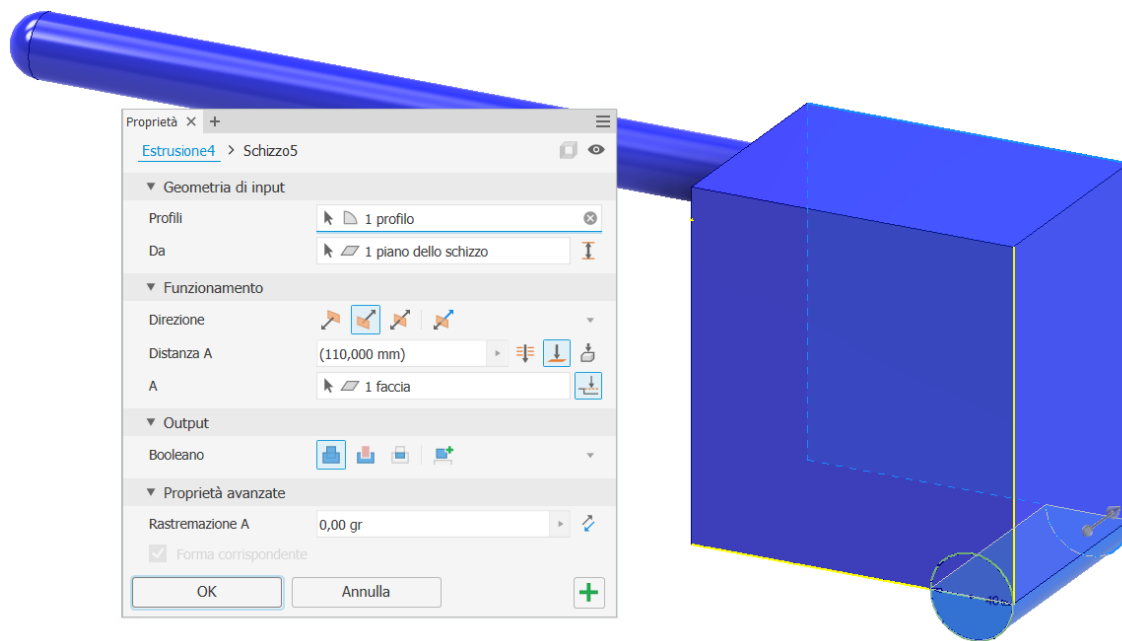 Proprietà
Estrusione4 > Schizzo5
Geometria di input
Profili 1 profilo
Da 1 piano dello schizzo
Funzionamento
Direzione
Distanza A (110,000 mm)
A 1 faccia
Output
Booleano
Proprietà avanzate
Rastremazione A 0,00 gr
Forma corrispondente
OK Annulla